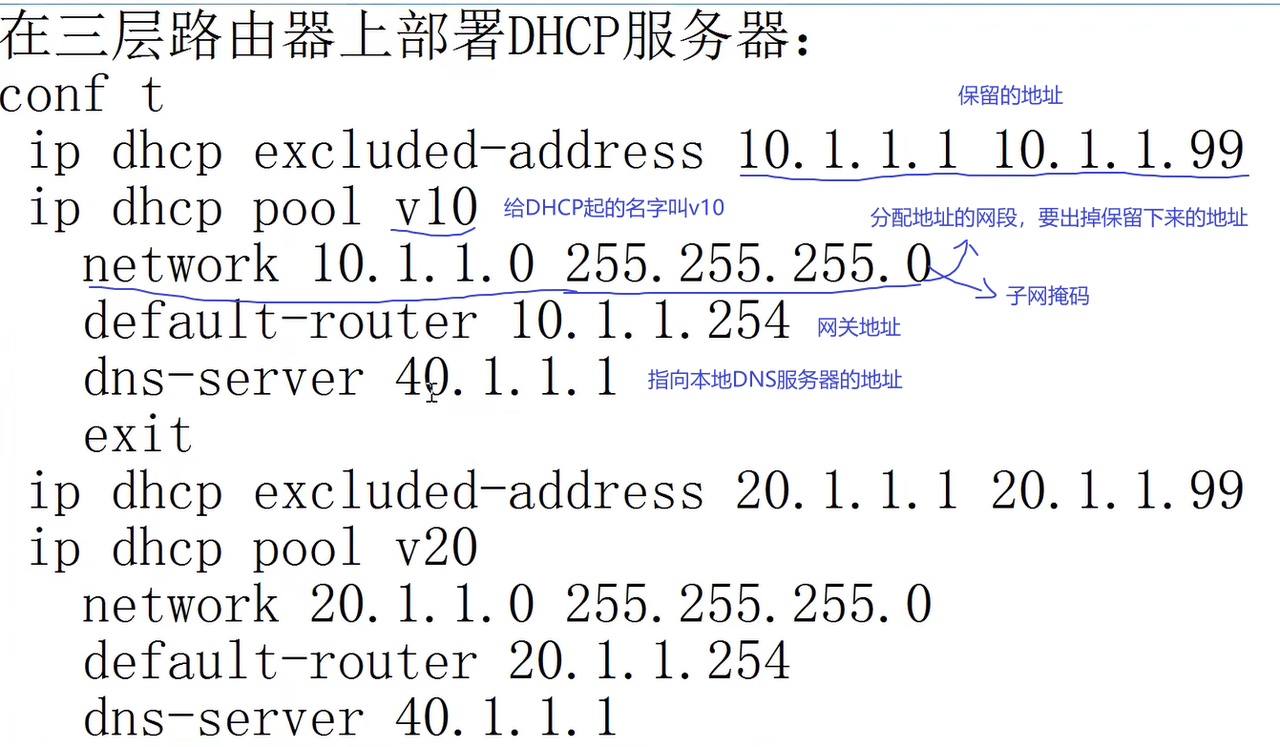 在三层路由器上部署DHCP服务器：
conf t
保留的地址
ip dhcp excluded-address 10.1.1.1 10.1.1.99
ip dhcp pool v10 给DHCP起的名字叫v10
分配地址的网段，要出掉保留下来的地址
network 10.1.1.0 255.255.255.0
子网掩码
default-router 10.1.1.254 网关地址
dns-server 40.1.1.1 指向本地DNS服务器的地址
exit
ip dhcp excluded-address 20.1.1.1 20.1.1.99
ip dhcp pool v20
network 20.1.1.0 255.255.255.0
default-router 20.1.1.254
dns-server 40.1.1.1